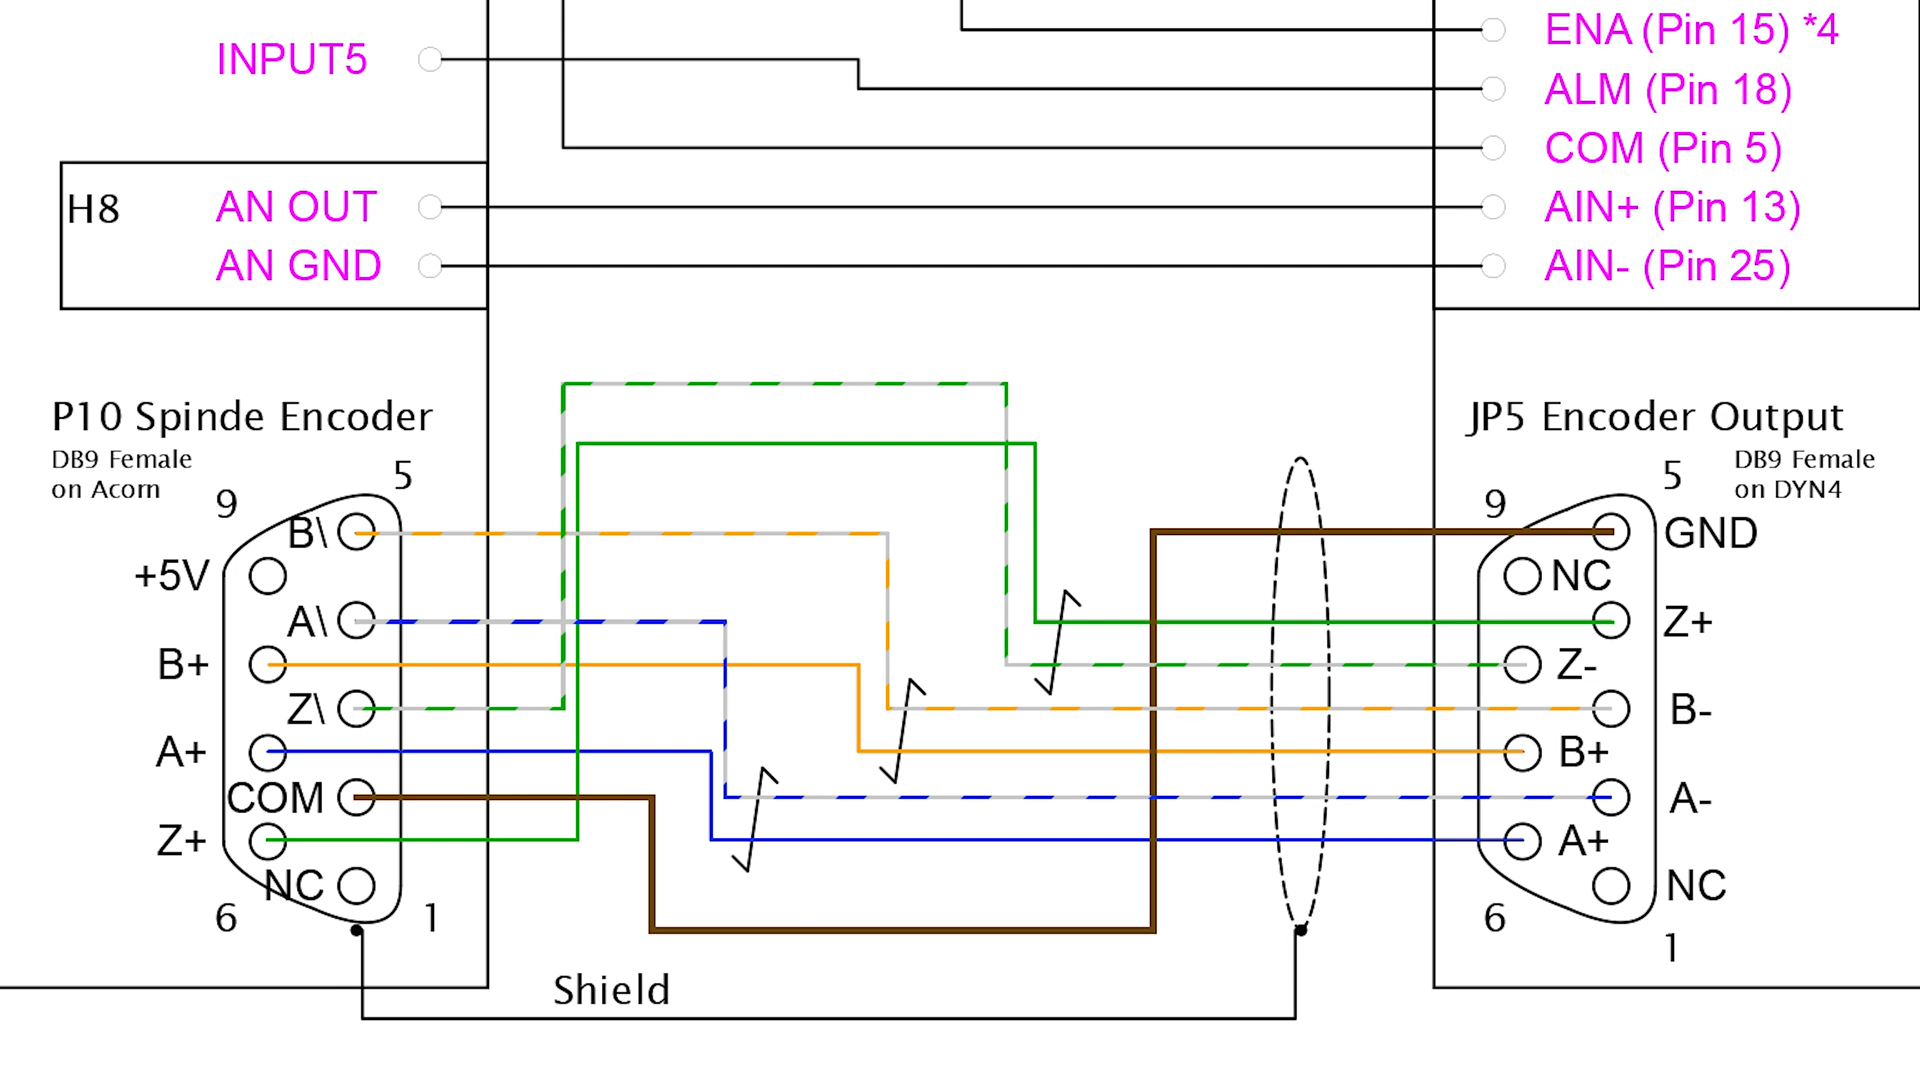 ENA (Pin 15) *4
INPUT5
ALM (Pin 18)
COM (Pin 5)
H8
AN OUT
AIN+ (Pin 13)
AN GND
AIN- (Pin 25)
P10 Spinde Encoder
DB9 Female
on Acorn
5
9
B\
+5V
A\
B+
Z\
A+
COM
Z+
NC
6
1
JP5 Encoder Output
DB9 Female
on DYN4
5
9
GND
NC
Z+
Z-
B-
B+
A-
A+
NC
6
1
Shield